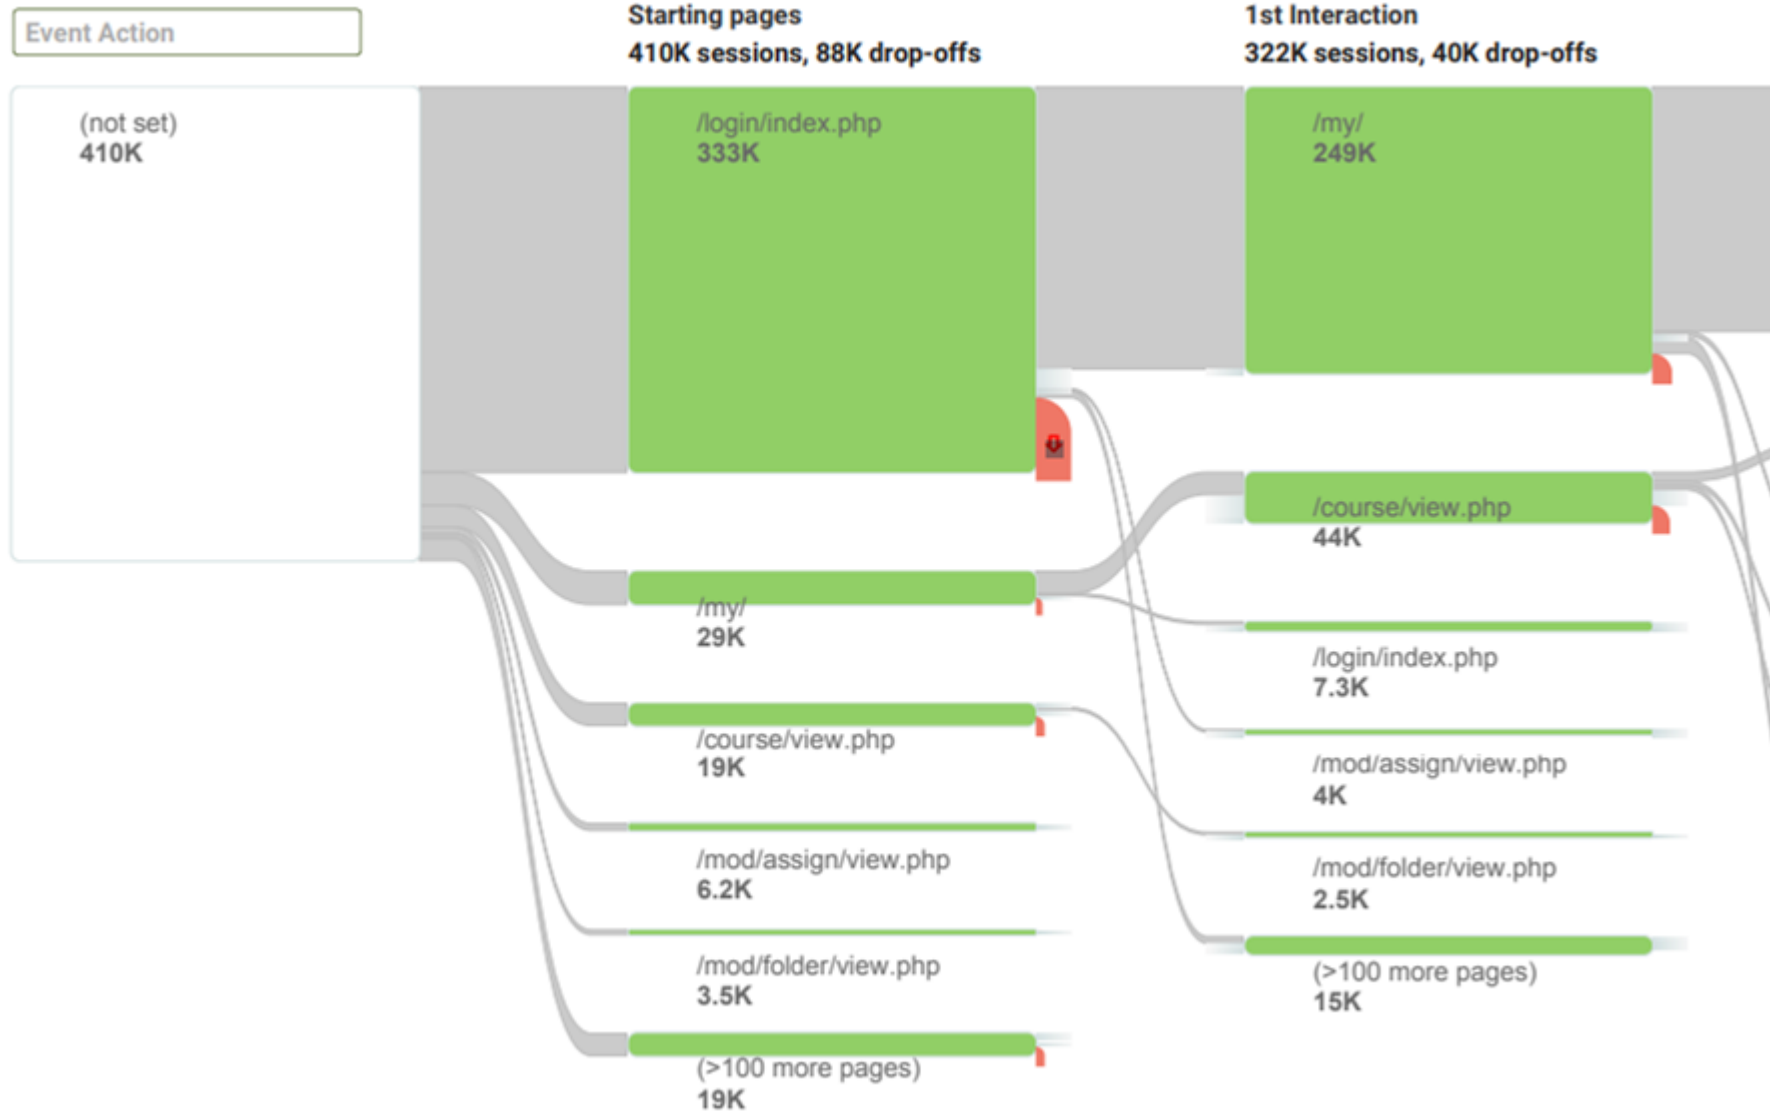 Event Action
(not set)
410K
Starting pages
410K sessions, 88K drop-offs
/login/index.php
333K
/my/
29K
/course/view.php
19K
/mod/assign/view.php
6.2K
/mod/folder/view.php
3.5K
(>100 more pages)
19K
1st Interaction
322K sessions, 40K drop-offs
/my/
249K
/course/view.php
44K
/login/index.php
7.3K
/mod/assign/view.php
4K
/mod/folder/view.php
2.5K
(>100 more pages)
15K